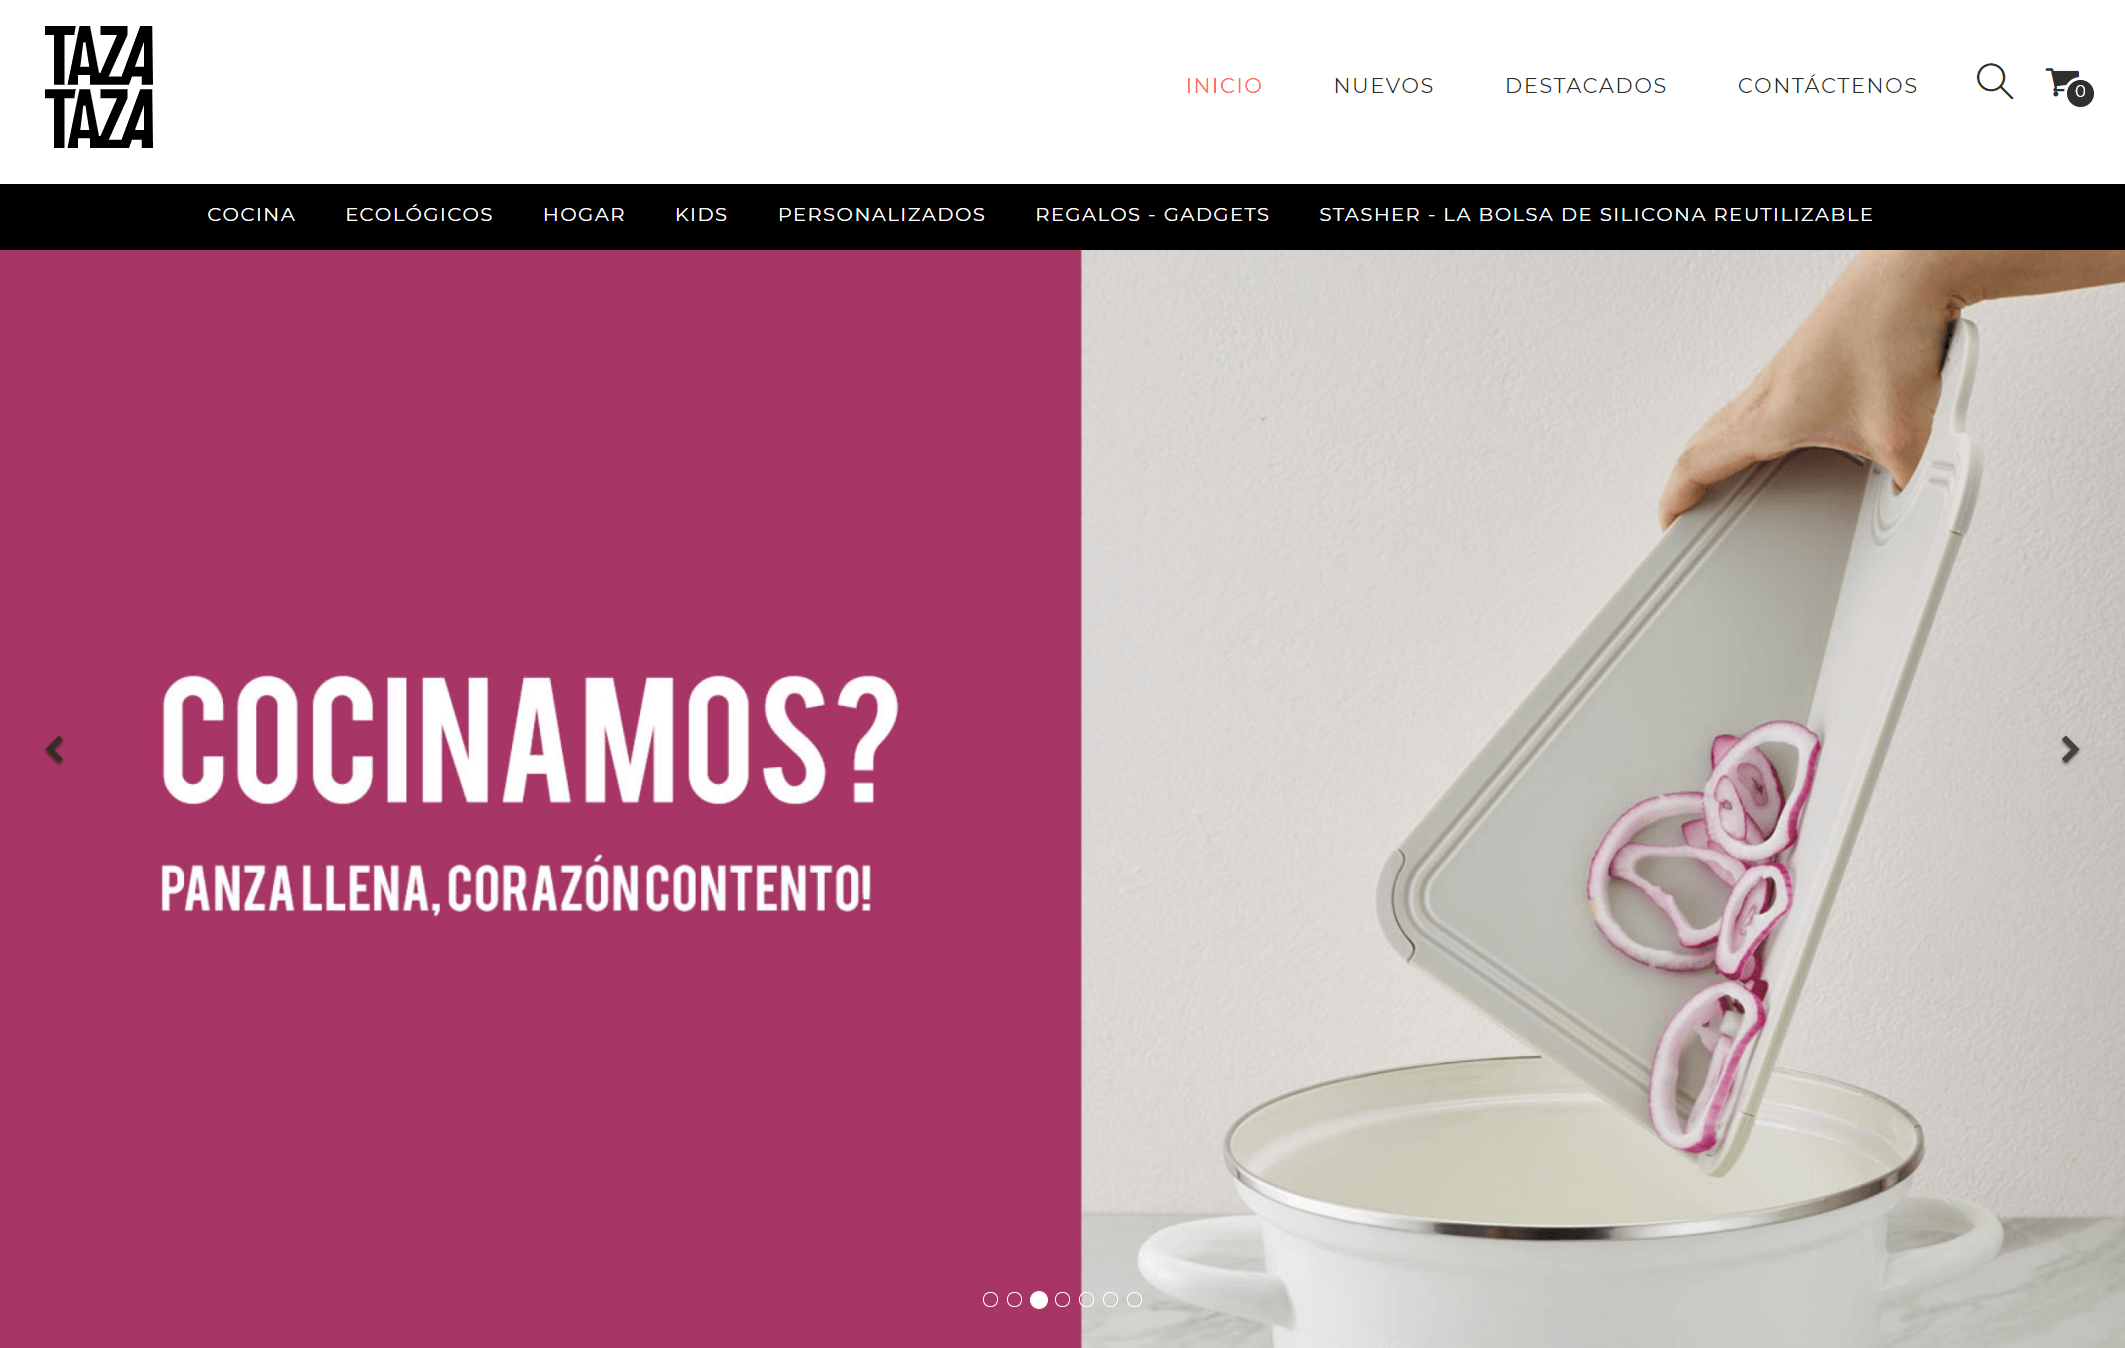 TAZA
TAZA
INICIO NUEVOS DESTACADOS CONTÁCTENOS 0
COCINA ECOLÓGICOS HOGAR KIDS PERSONALIZADOS REGALOS - GADGETS STASHER - LA BOLSA DE SILICONA REUTILIZABLE
COCINAMOS?
PANZA LLENA, CORAZÓN CONTENTO!